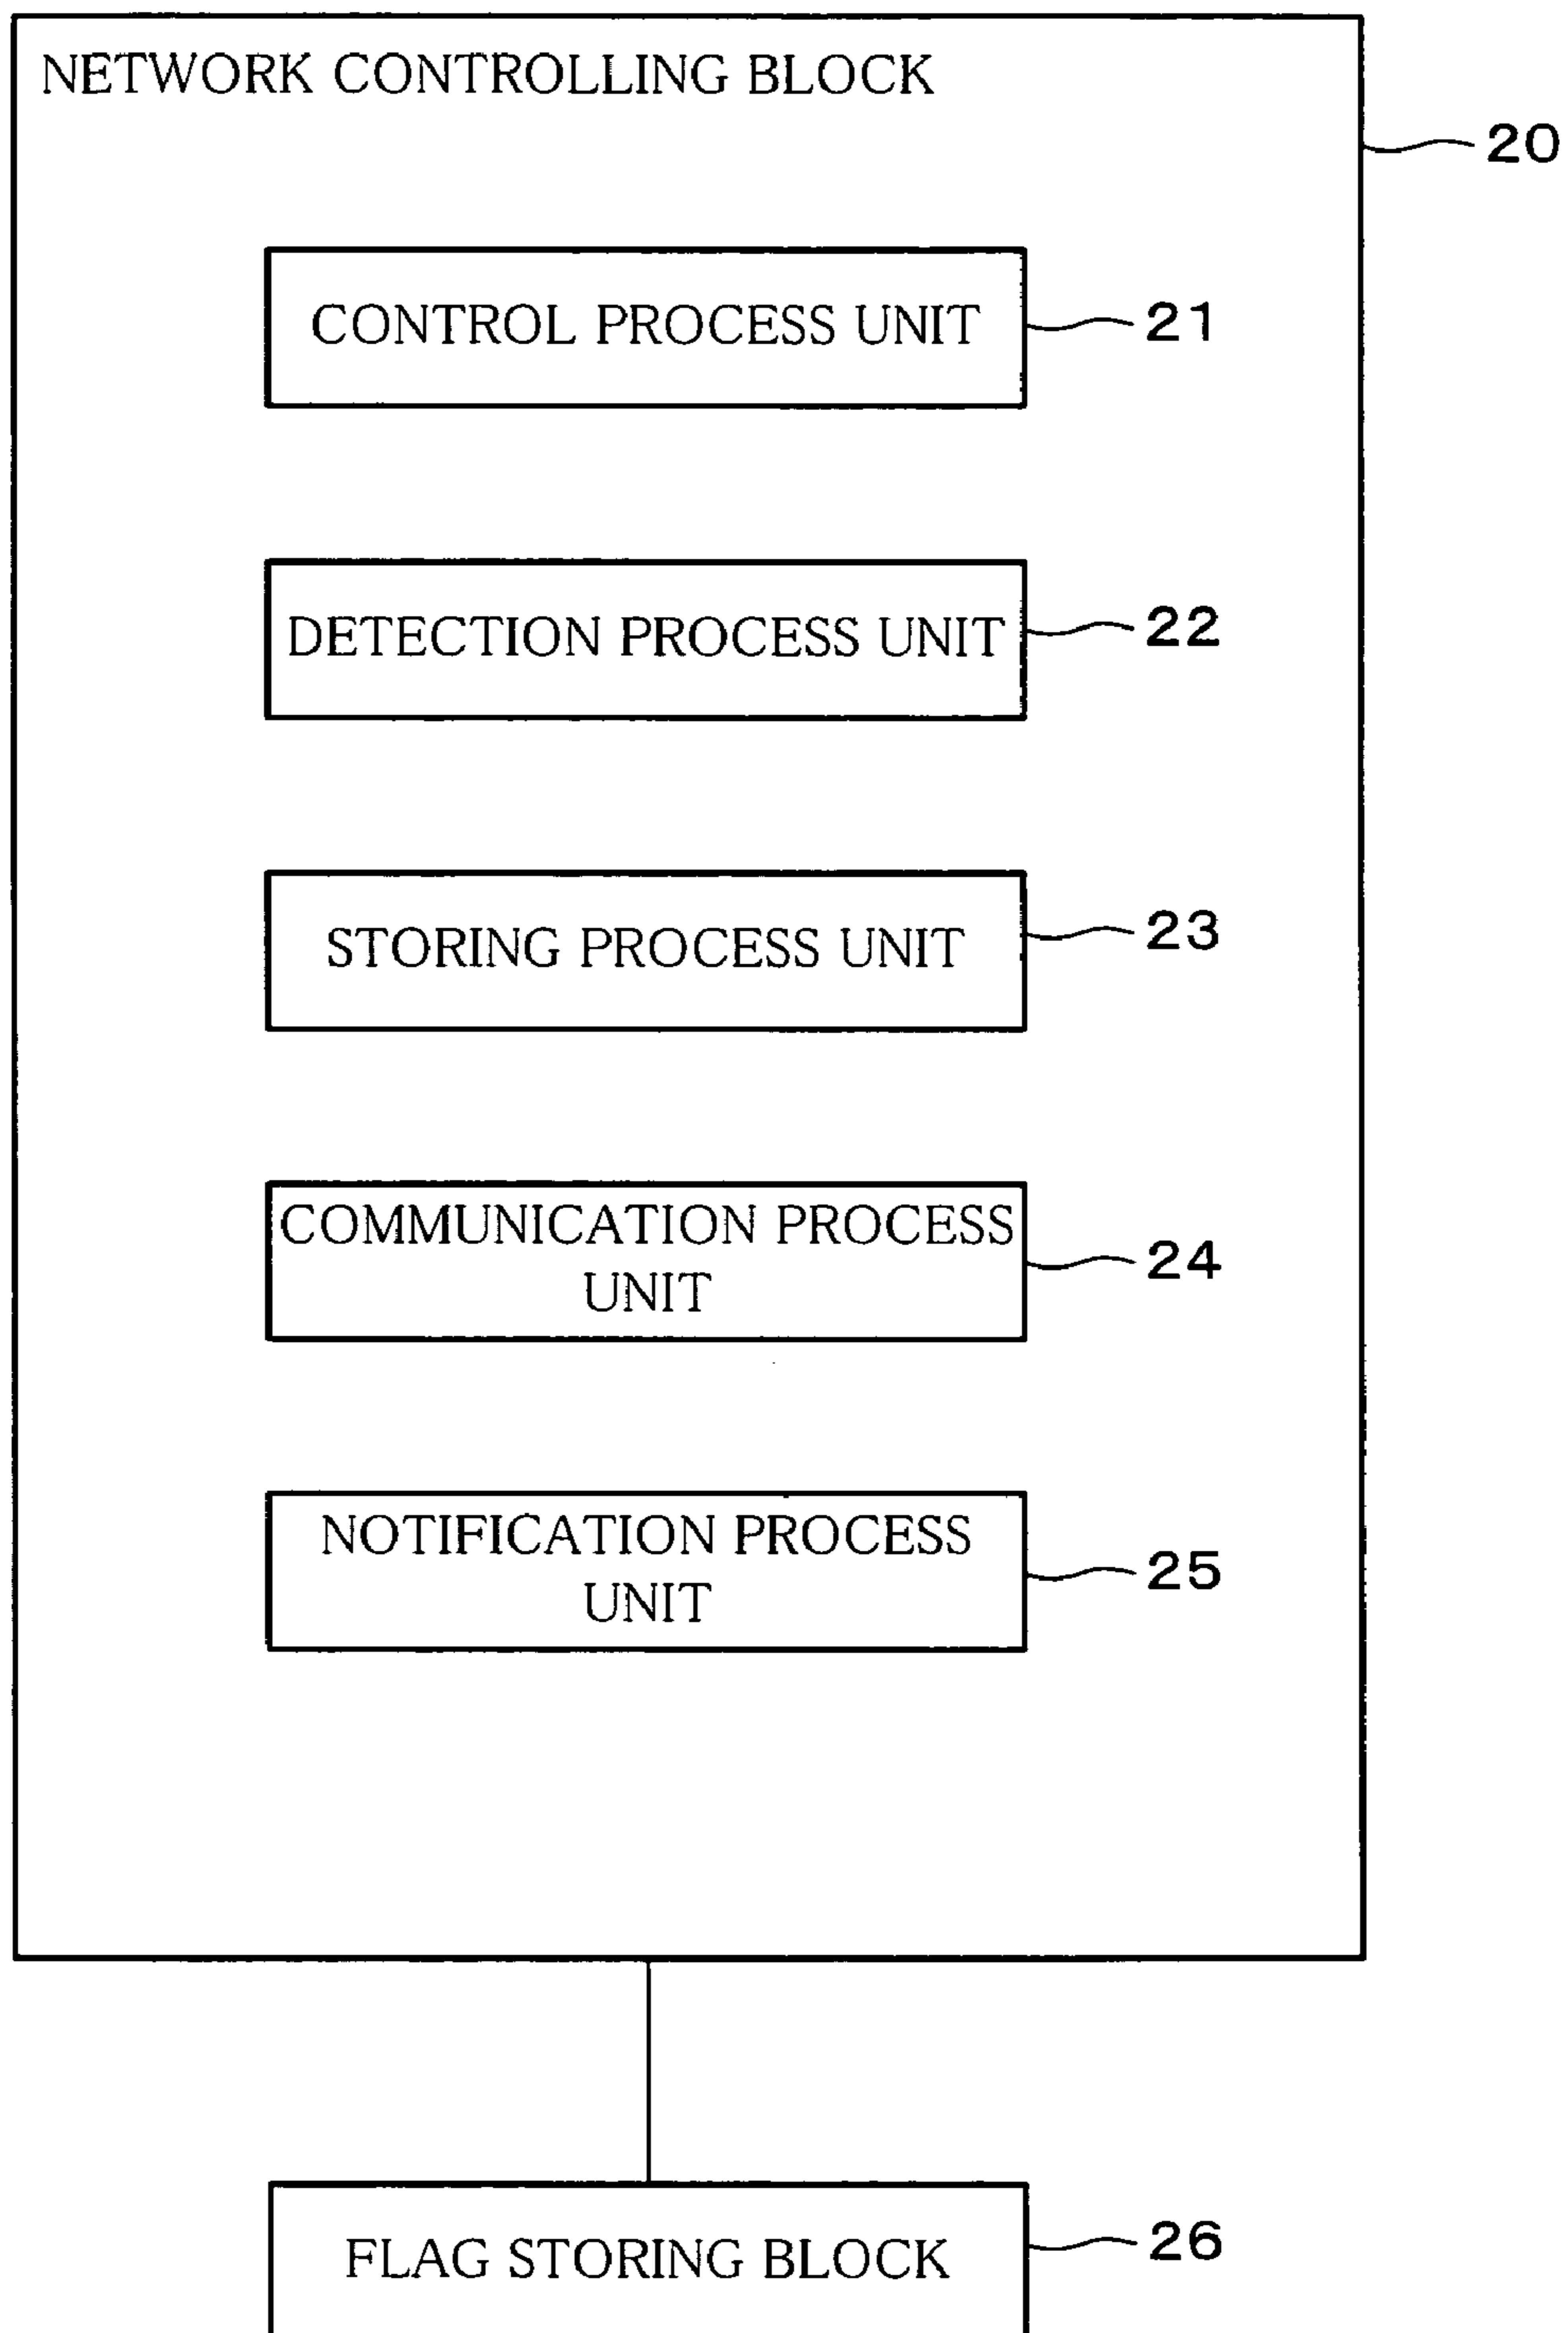 NETWORK CONTROLLING BLOCK
20
CONTROL PROCESS UNIT
21
DETECTION PROCESS UNIT
22
STORING PROCESS UNIT
23
COMMUNICATION PROCESS
UNIT
24
NOTIFICATION PROCESS
UNIT
25
FLAG STORING BLOCK
26